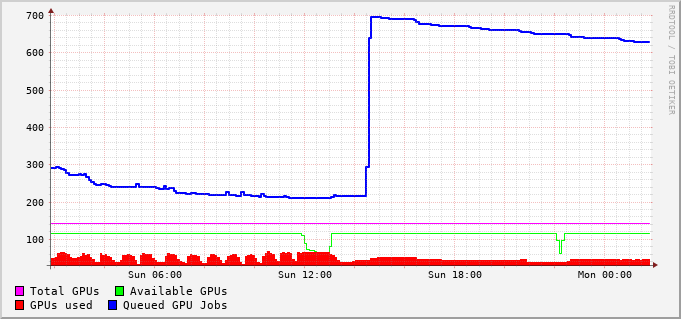 700
600
500
400
300
200
100
RRDTOOL / TOBI OETIKER
Sun 06:00 Sun 12:00 Sun 18:00 Mon 00:00
Total GPUs Available GPUs
GPUs used Queued GPU Jobs